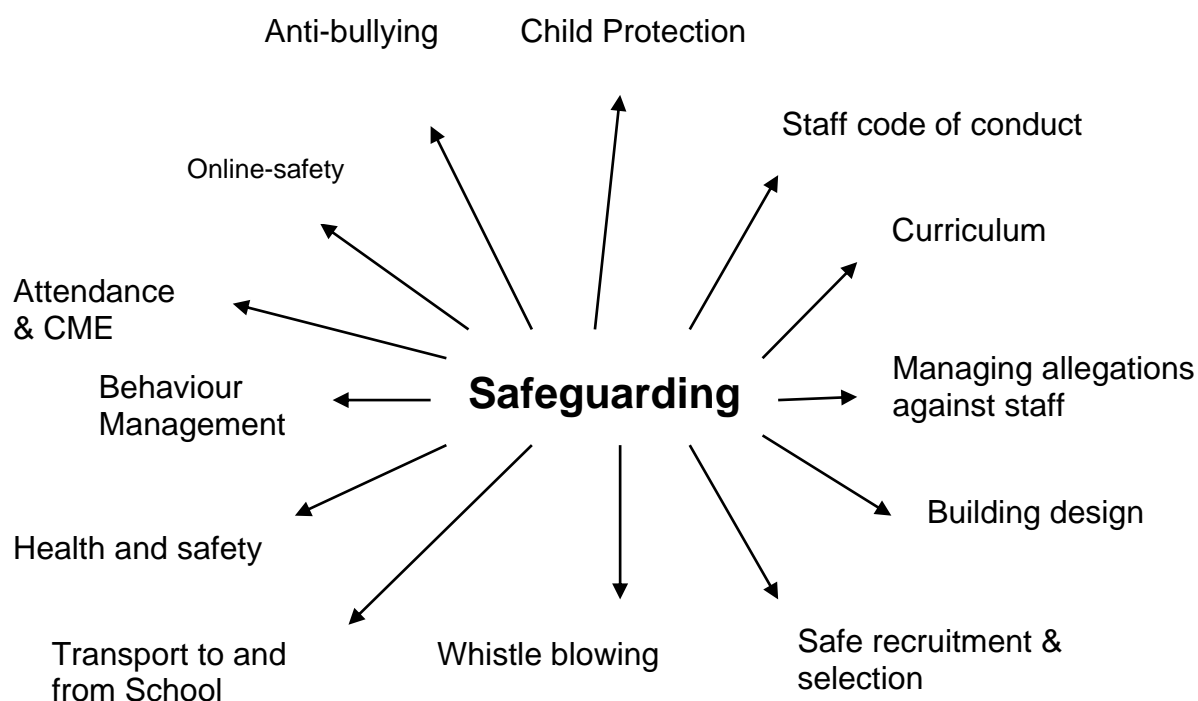 Anti-bullying
Child Protection
Staff code of conduct
Online-safety
Curriculum
Attendance
& CME
Managing allegations
against staff
Behaviour
Management
Safeguarding
Building design
Health and safety
Safe recruitment &
selection
Whistle blowing
Transport to and
from School